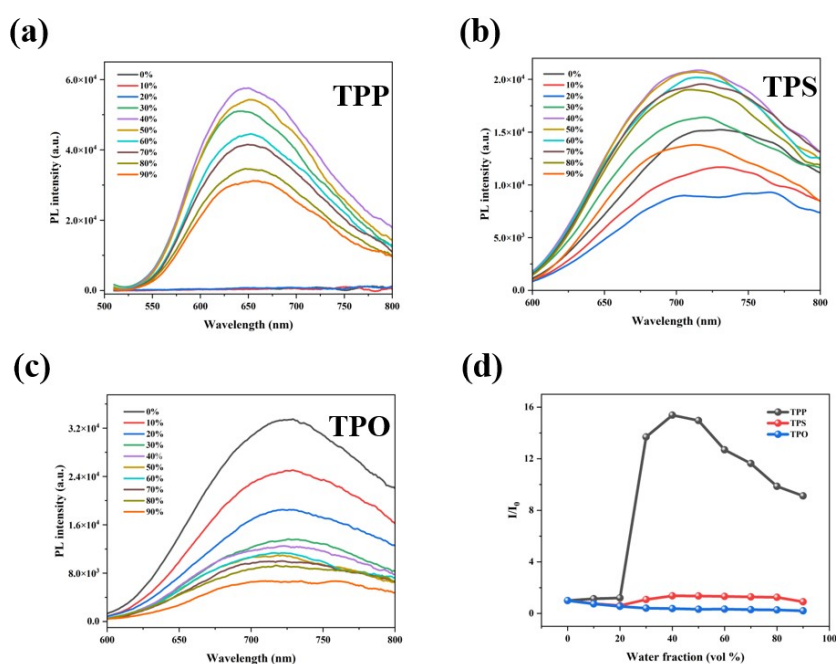 (a)
TPP
0%
10%
20%
30%
40%
50%
60%
70%
80%
90%
6.0×10⁴
4.0×10⁴
2.0×10⁴
0.0
PL intensity (a.u.)
500 550 600 650 700 750 800
Wavelength (nm)
(b)
TPS
0%
10%
20%
30%
40%
50%
60%
70%
80%
90%
2.0×10⁴
1.5×10⁴
1.0×10⁴
5.0×10³
0.0
PL intensity (a.u.)
600 650 700 750 800
Wavelength (nm)
(c)
TPO
0%
10%
20%
30%
40%
50%
60%
70%
80%
90%
3.2×10⁴
2.4×10⁴
1.6×10⁴
8.0×10³
0.0
PL intensity (a.u.)
600 650 700 750 800
Wavelength (nm)
(d)
TPP
TPS
TPO
16
12
8
4
0
I/I₀
0 20 40 60 80 100
Water fraction (vol %)